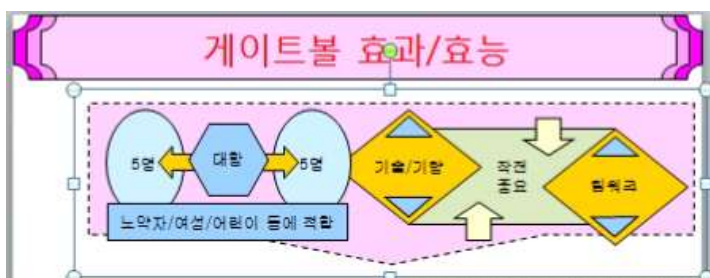 게이트볼 효과/효능
5명
대항
5명
기술/기량
작전
중요
팀워크
노약자/여성/어린이 등에 적합